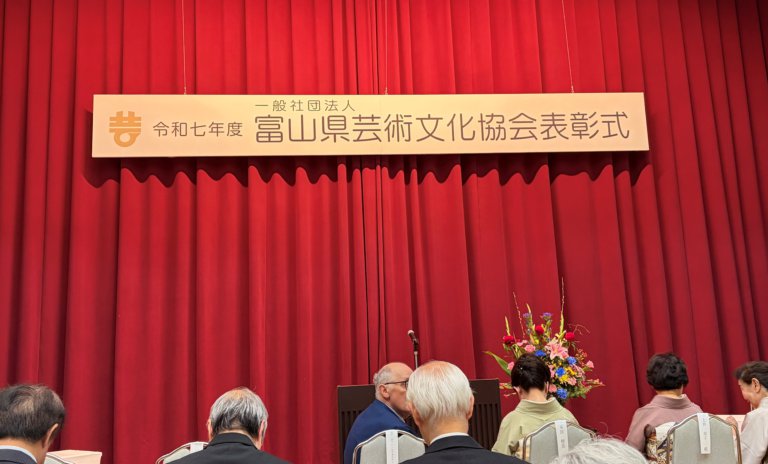 一般社団法人
令和七年度 富山県芸術文化協会表彰式